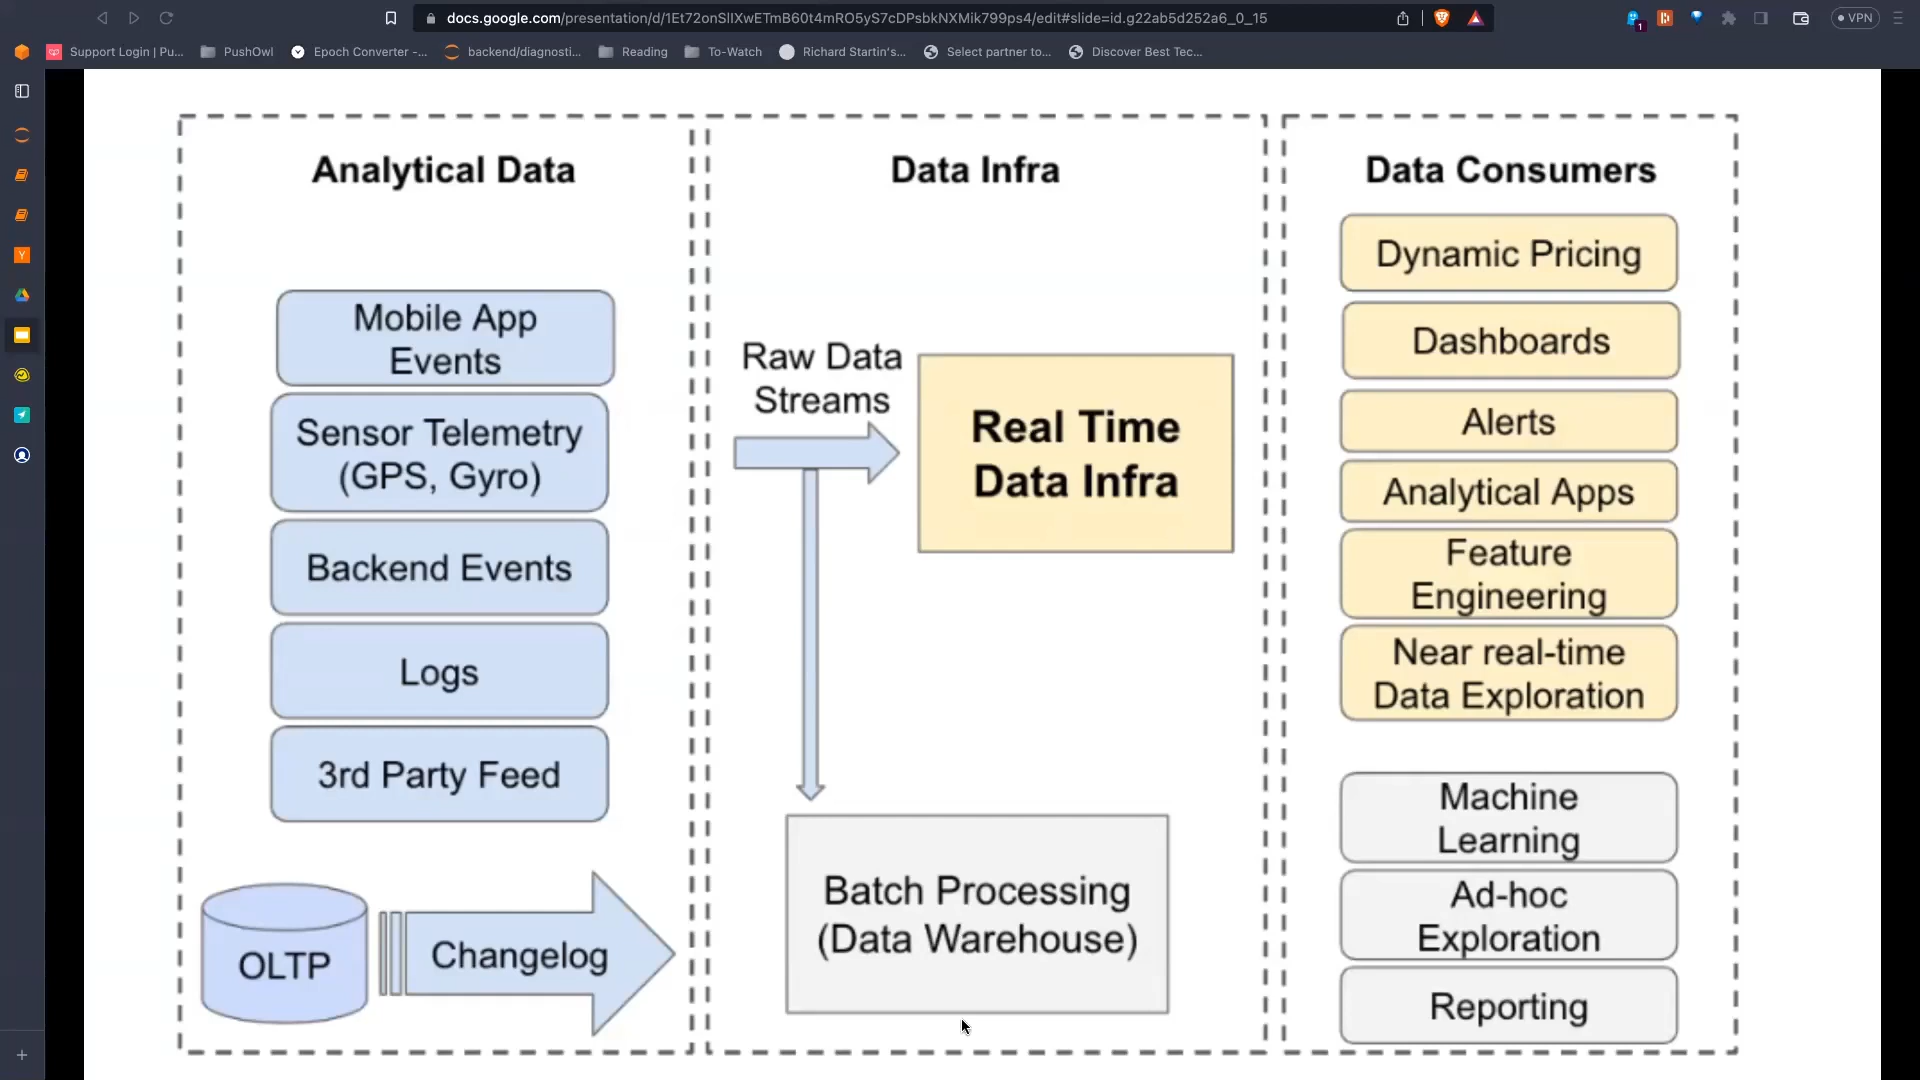 docs.google.com/presentation/d/1Et72onSlIXwETmB60t4mRO5yS7cDPsbkNXMik799ps4/edit#slide=id.g22ab5d252a6_0_15
1
VPN
Support Login | Pu...
PushOwl
Epoch Converter -...
backend/diagnosti...
Reading
To-Watch
Richard Startin's...
Select partner to...
Discover Best Tec...
Analytical Data
Mobile App
Events
Sensor Telemetry
(GPS, Gyro)
Backend Events
Logs
3rd Party Feed
OLTP
Changelog
Data Infra
Raw Data
Streams
Real Time
Data Infra
Batch Processing
(Data Warehouse)
Data Consumers
Dynamic Pricing
Dashboards
Alerts
Analytical Apps
Feature
Engineering
Near real-time
Data Exploration
Machine
Learning
Ad-hoc
Exploration
Reporting